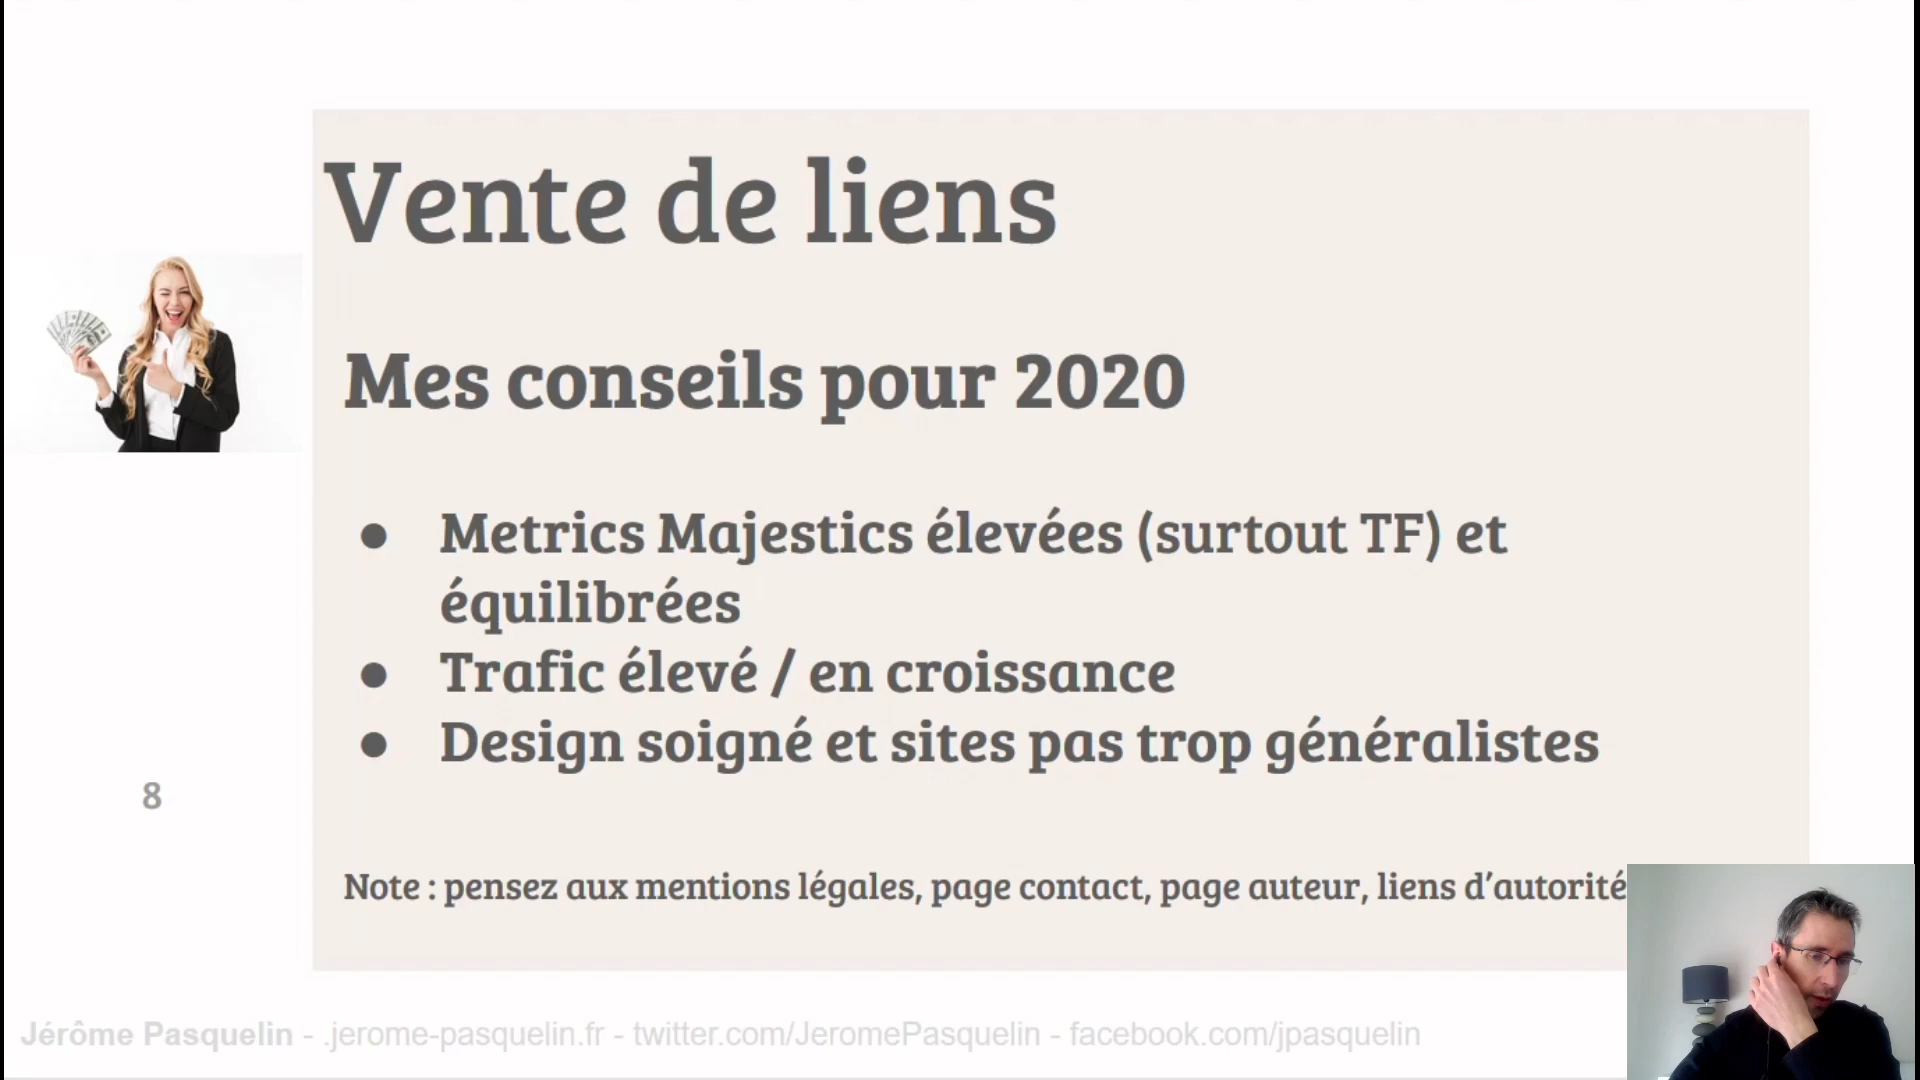 Vente de liens
Mes conseils pour 2020
● Metrics Majestics élevées (surtout TF) et
équilibrées
● Trafic élevé / en croissance
● Design soigné et sites pas trop généralistes
8
Note : pensez aux mentions légales, page contact, page auteur, liens d’autorité
Jérôme Pasquelin - .jerome-pasquelin.fr - twitter.com/JeromePasquelin - facebook.com/jpasquelin